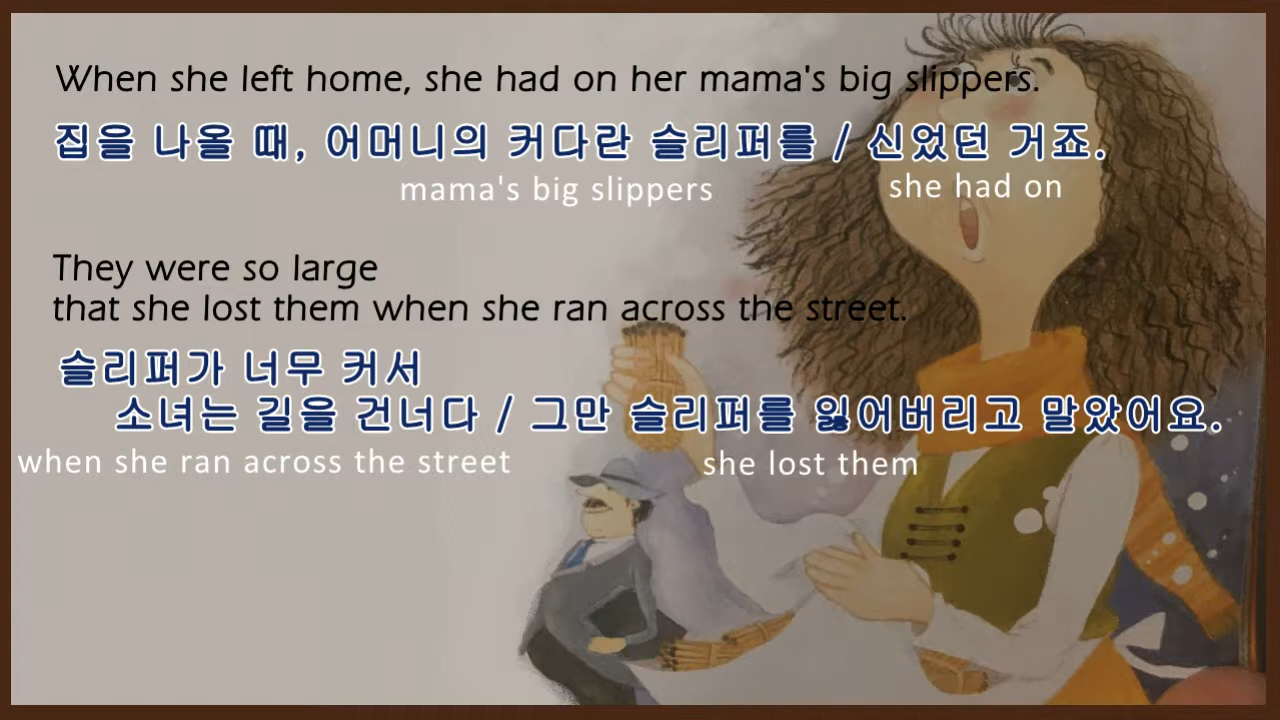 When she left home, she had on her mama's big slippers.
집을 나올 때, 어머니의 커다란 슬리퍼를 / 신었던 거죠.
mama's big slippers she had on
They were so large
that she lost them when she ran across the street.
슬리퍼가 너무 커서
소녀는 길을 건너다 / 그만 슬리퍼를 잃어버리고 말았어요.
when she ran across the street she lost them